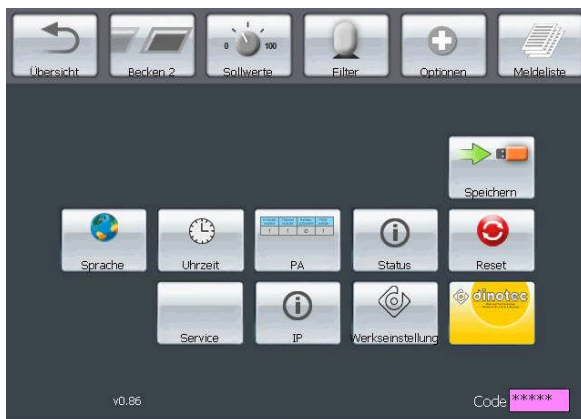 Übersicht
Becken 2
0
100
Sollwerte
Filter
Optionen
Meldeliste
Speichern
Sprache
Uhrzeit
1 1 0 1
PA
Status
Reset
Service
IP
Werkseinstellung
dinotec
v0.86
Code *****